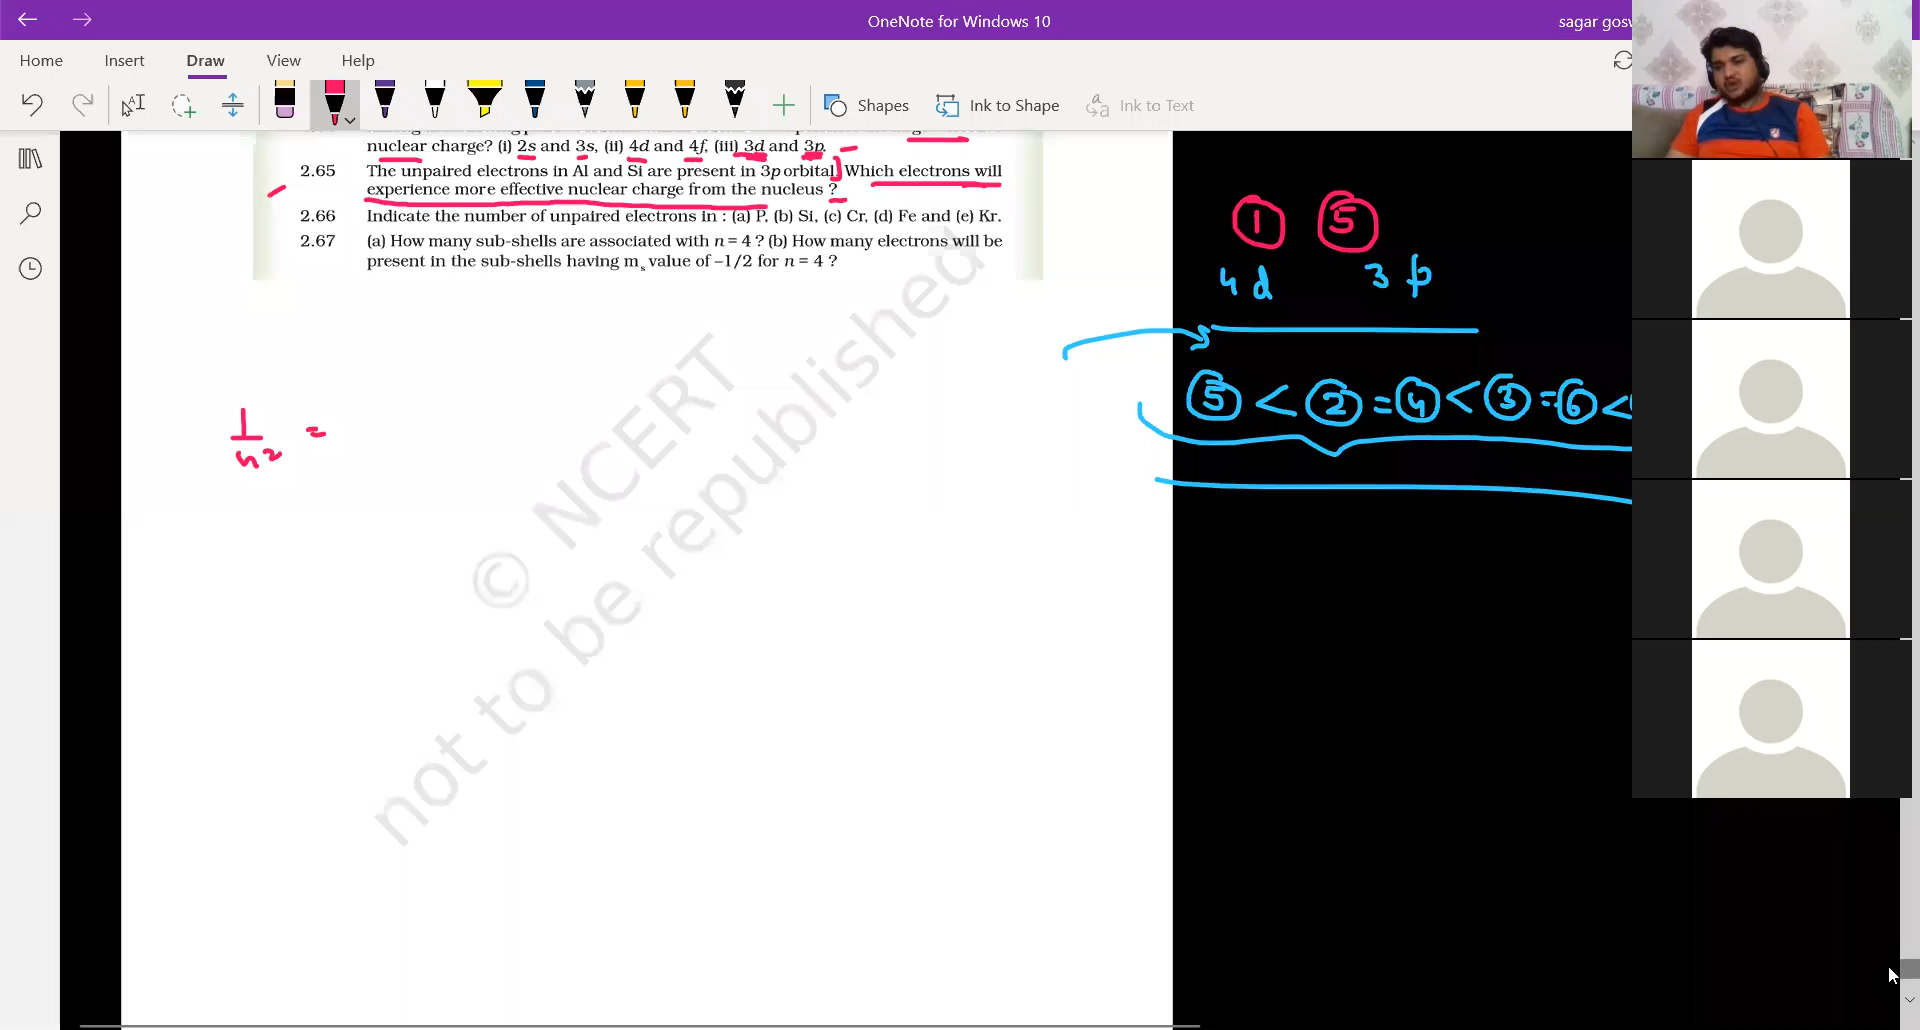 OneNote for Windows 10
sagar gosw
Home Insert Draw View Help
Shapes Ink to Shape Ink to Text
nuclear charge? (i) 2s and 3s, (ii) 4d and 4f, (iii) 3d and 3p.
2.65 The unpaired electrons in Al and Si are present in 3p orbital. Which electrons will
experience more effective nuclear charge from the nucleus ?
2.66 Indicate the number of unpaired electrons in : (a) P, (b) Si, (c) Cr, (d) Fe and (e) Kr.
2.67 (a) How many sub-shells are associated with n = 4 ? (b) How many electrons will be
present in the sub-shells having mₛ value of –1/2 for n = 4 ?
1 5
4 d 3 p
5 < 2 = 4 < 3 = 6 <
1
n2 =
© NCERT
not to be republished